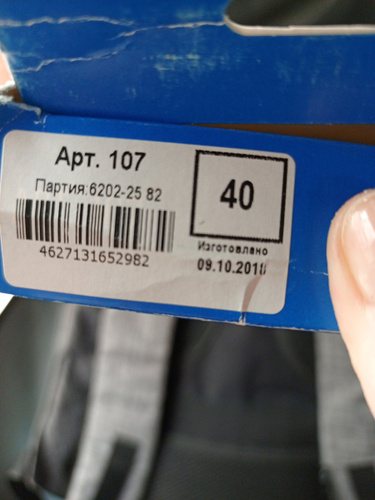 Арт. 107
Партия:6202-25 82
4627131652982
40
Изготовлено
09.10.2018